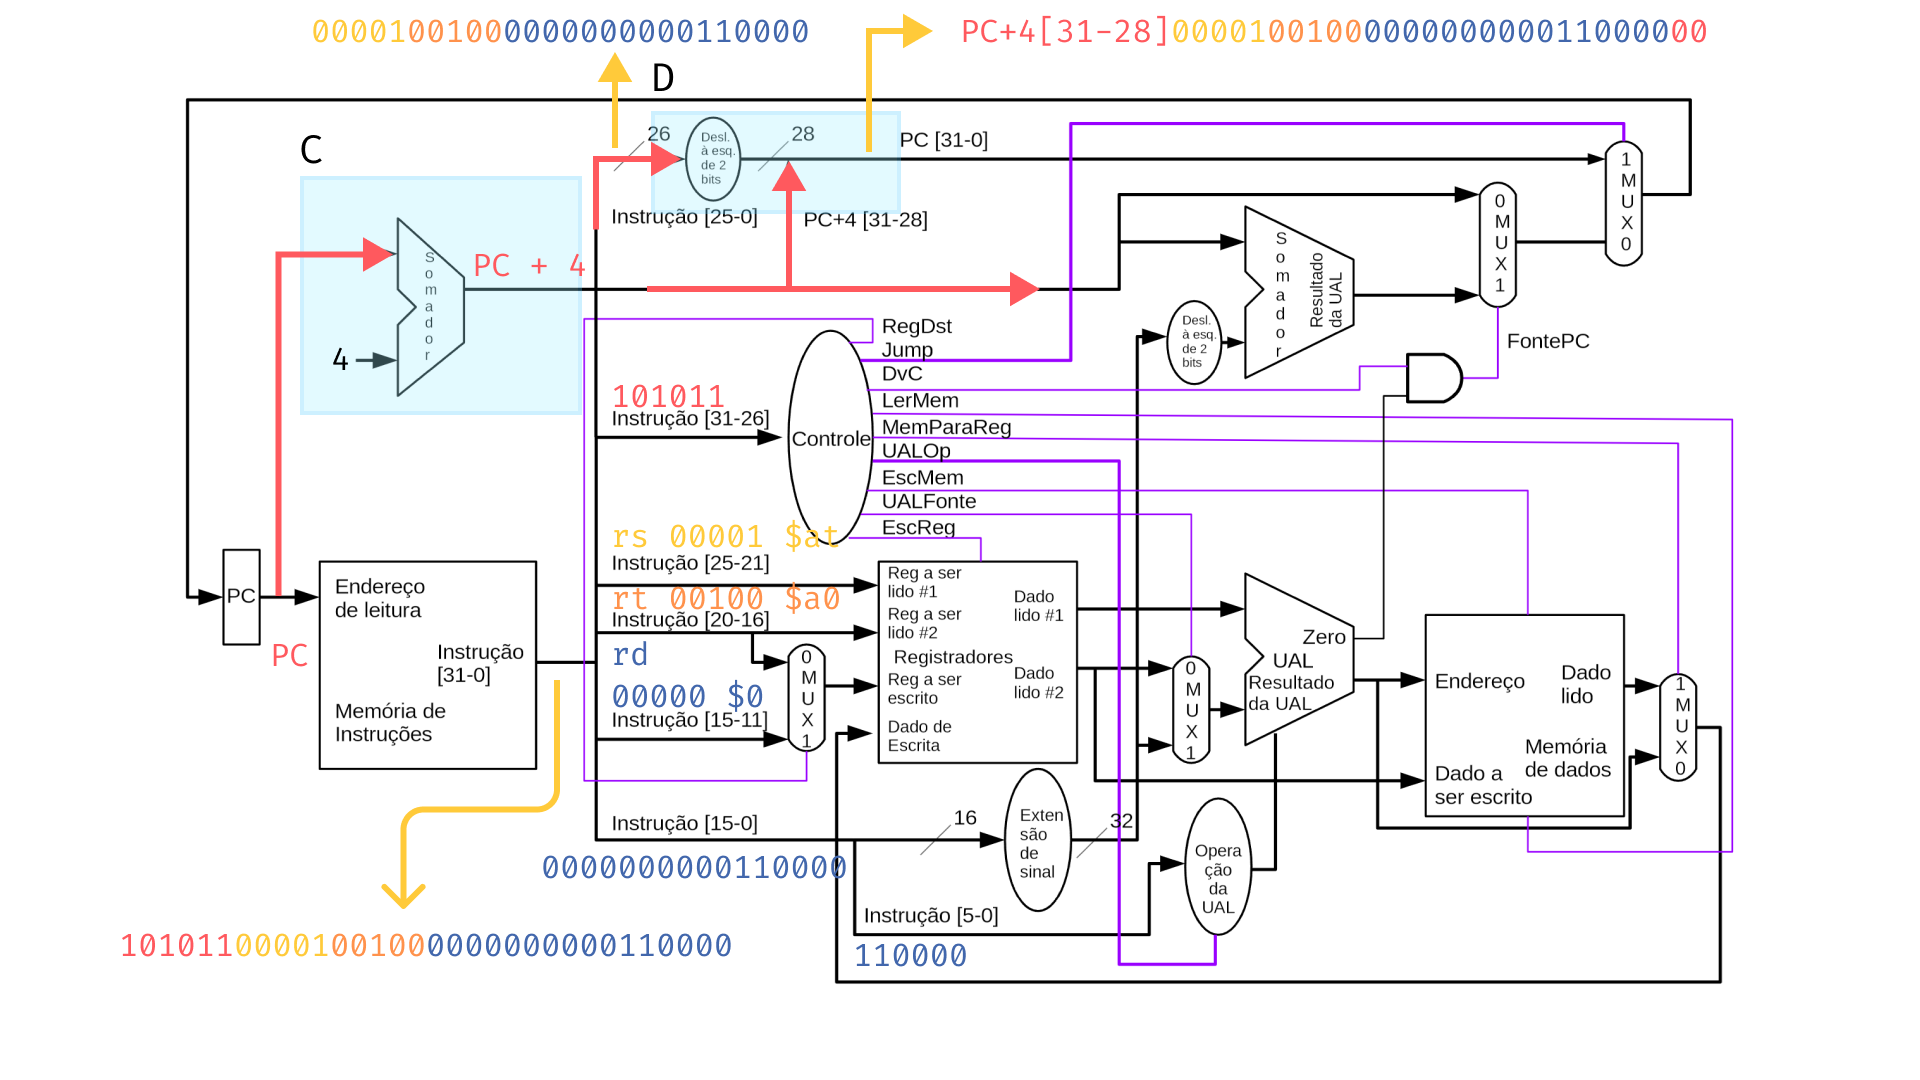 00001001000000000000110000
PC+4[31-28]0000100100000000000011000000
D
C
26
Desl.
à esq.
de 2
bits
28
PC [31-0]
1
M
U
X
0
Instrução [25-0]
PC+4 [31-28]
0
M
U
X
1
S
o
m
a
d
o
r
PC + 4
4
S
o
m
a
d
o
r
Resultado
da UAL
Desl.
à esq.
de 2
bits
FontePC
RegDst
Jump
DvC
LerMem
MemParaReg
UALOp
EscMem
UALFonte
EscReg
Controle
101011
Instrução [31-26]
rs 00001 $at
Instrução [25-21]
rt 00100 $a0
Instrução [20-16]
rd
00000 $0
Instrução [15-11]
0
M
U
X
1
PC
PC
Endereço
de leitura
Instrução
[31-0]
Memória de
Instruções
Reg a ser
lido #1
Reg a ser
lido #2
Registradores
Reg a ser
escrito
Dado de
Escrita
Dado
lido #1
Dado
lido #2
0
M
U
X
1
Zero
UAL
Resultado
da UAL
Endereço
Dado
lido
Memória
de dados
Dado a
ser escrito
1
M
U
X
0
Instrução [15-0]
16
Exten
são
de
sinal
32
0000000000110000
Opera
ção
da
UAL
Instrução [5-0]
110000
10101100001001000000000000110000